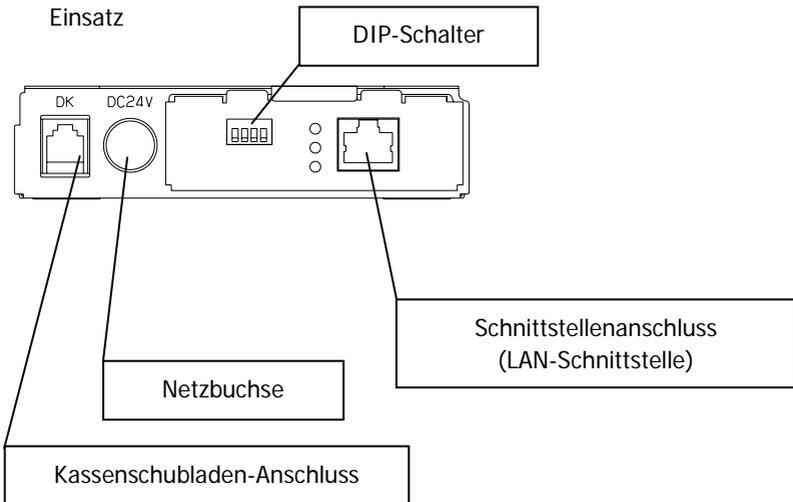 Einsatz
DIP-Schalter
DK DC24V
Schnittstellenanschluss
(LAN-Schnittstelle)
Netzbuchse
Kassenschubladen-Anschluss